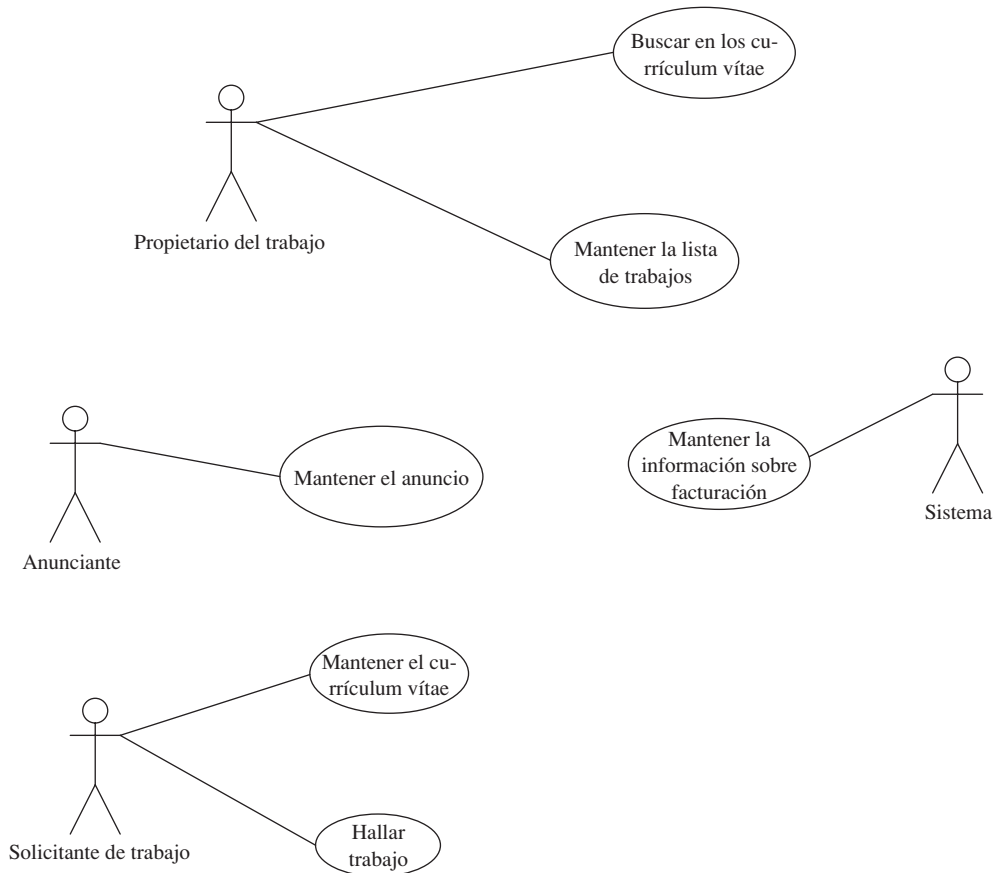 Buscar en los cu-
rrículum vítae
Propietario del trabajo
Mantener la lista
de trabajos
Mantener el anuncio
Anunciante
Mantener la
información sobre
facturación
Sistema
Mantener el cu-
rrículum vítae
Solicitante de trabajo
Hallar
trabajo